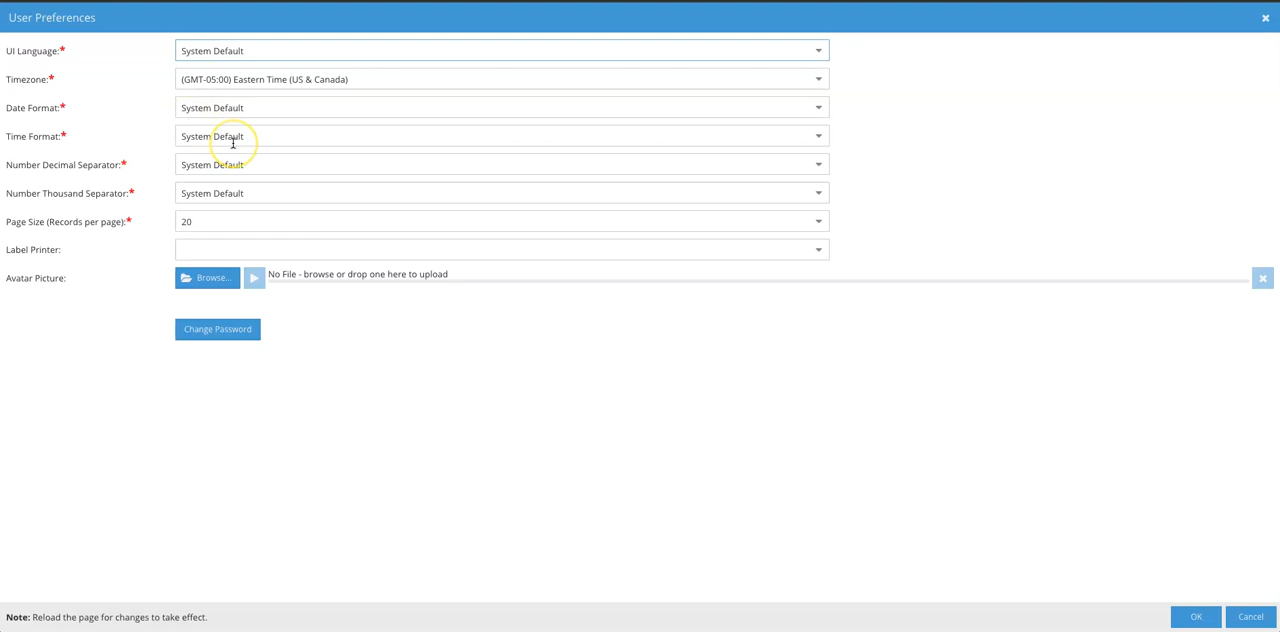 User Preferences
UI Language:* System Default
Timezone:* (GMT-05:00) Eastern Time (US & Canada)
Date Format:* System Default
Time Format:* System Default
Number Decimal Separator:* System Default
Number Thousand Separator:* System Default
Page Size (Records per page):* 20
Label Printer:
Avatar Picture: Browse... No File - browse or drop one here to upload
Change Password
Note: Reload the page for changes to take effect. OK Cancel